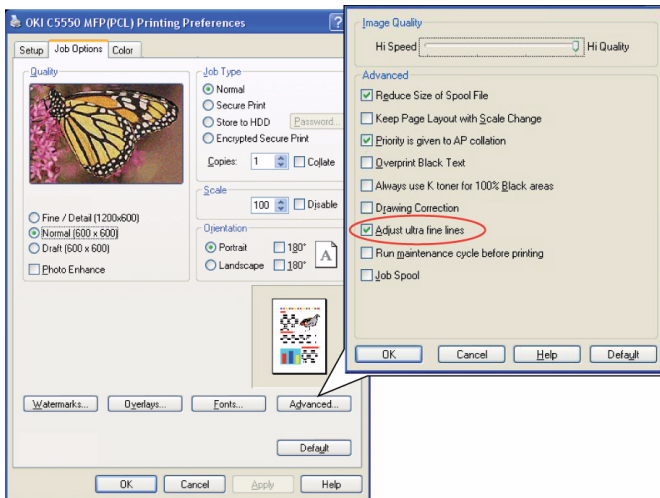 OKI C5550 MFP(PCL) Printing Preferences
?
Setup
Job Options
Color
Quality
Fine / Detail (1200x600)
Normal (600 x 600)
Draft (600 x 600)
Photo Enhance
Job Type
Normal
Secure Print
Store to HDD
Password...
Encrypted Secure Print
Copies:
1
Collate
Scale
100
Disable
Orientation
Portrait
180°
Landscape
180°
A
Watermarks...
Overlays...
Fonts...
Advanced...
Default
OK
Cancel
Apply
Help
Image Quality
Hi Speed
Hi Quality
Advanced
Reduce Size of Spool File
Keep Page Layout with Scale Change
Priority is given to AP collation
Overprint Black Text
Always use K toner for 100% Black areas
Drawing Correction
Adjust ultra fine lines
Run maintenance cycle before printing
Job Spool
OK
Cancel
Help
Default